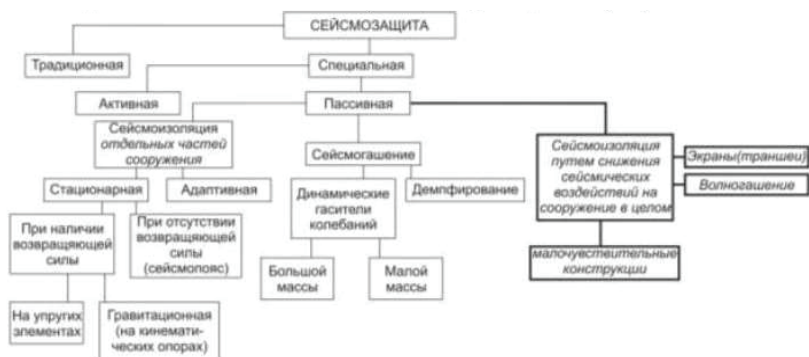 СЕЙСМОЗАЩИТА
Традиционная
Специальная
Активная
Пассивная
Сейсмоизоляция
отдельных частей
сооружения
Сейсмогашение
Сейсмоизоляция
путем снижения
сейсмических
воздействий на
сооружение в целом
Экраны(траншеи)
Волногашение
Стационарная
Адаптивная
Динамические
гасители
колебаний
Демпфирование
При наличии
возвращающей
силы
При отсутствии
возвращающей
силы
(сейсмопояс)
малочувствительные
конструкции
Большой
массы
Малой
массы
На упругих
элементах
Гравитационная
(на кинемати-
ческих опорах)